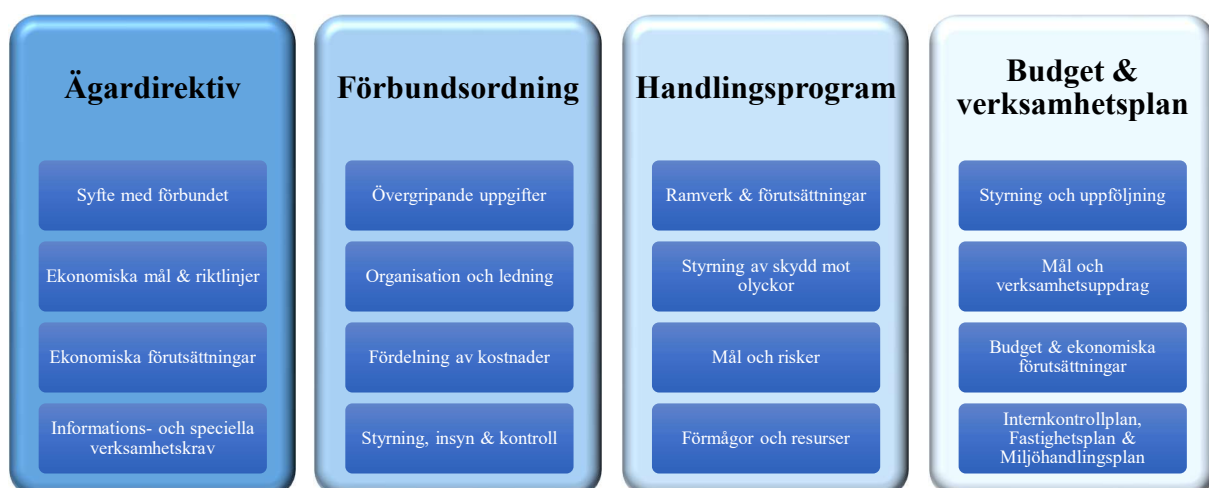 Ägardirektiv
Syfte med förbundet
Ekonomiska mål & riktlinjer
Ekonomiska förutsättningar
Informations- och speciella
verksamhetskrav
Förbundsordning
Övergripande uppgifter
Organisation och ledning
Fördelning av kostnader
Styrning, insyn & kontroll
Handlingsprogram
Ramverk & förutsättningar
Styrning av skydd mot
olyckor
Mål och risker
Förmågor och resurser
Budget &
verksamhetsplan
Styrning och uppföljning
Mål och
verksamhetsuppdrag
Budget & ekonomiska
förutsättningar
Internkontrollplan,
Fastighetsplan &
Miljöhandlingsplan